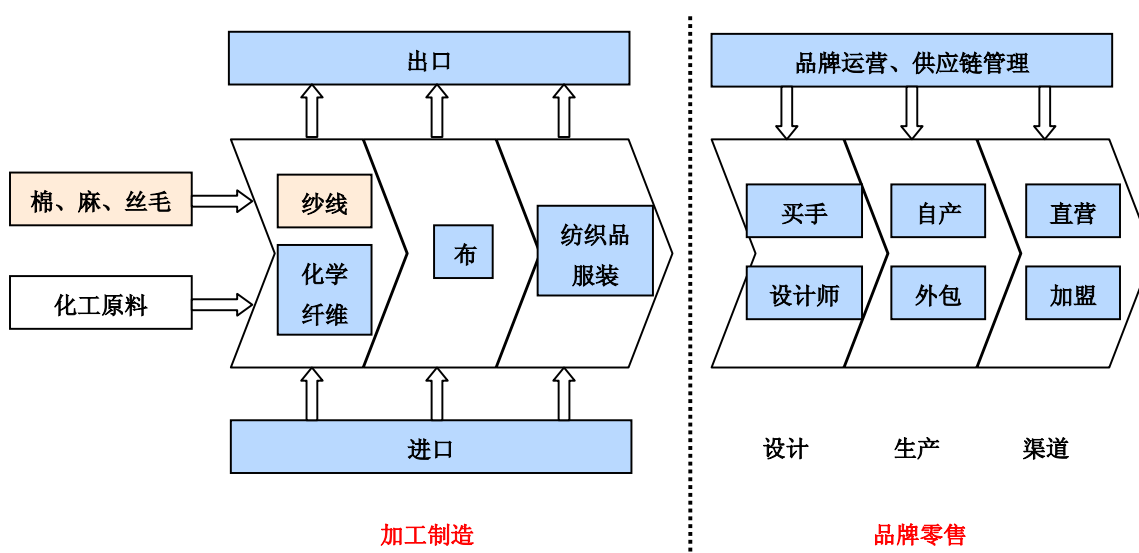 出口
棉、麻、丝毛
化工原料
纱线
化学
纤维
布
纺织品
服装
进口
加工制造
品牌运营、供应链管理
买手
自产
直营
设计师
外包
加盟
设计
生产
渠道
品牌零售